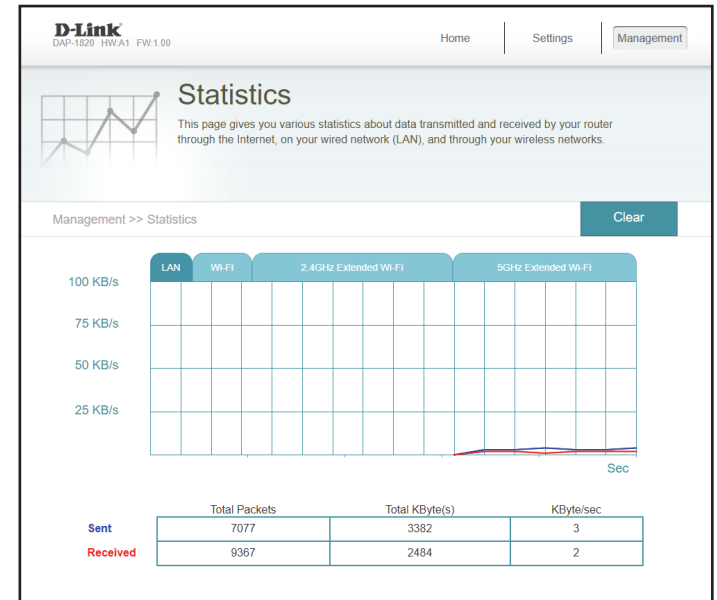 D-Link
DAP-1820 HW:A1 FW:1.00
Home Settings Management
Statistics
This page gives you various statistics about data transmitted and received by your router
through the Internet, on your wired network (LAN), and through your wireless networks.
Management >> Statistics
Clear
LAN Wi-Fi 2.4GHz Extended Wi-Fi 5GHz Extended Wi-Fi
100 KB/s
75 KB/s
50 KB/s
25 KB/s
Sec
Total Packets Total KByte(s) KByte/sec
Sent 7077 3382 3
Received 9367 2484 2